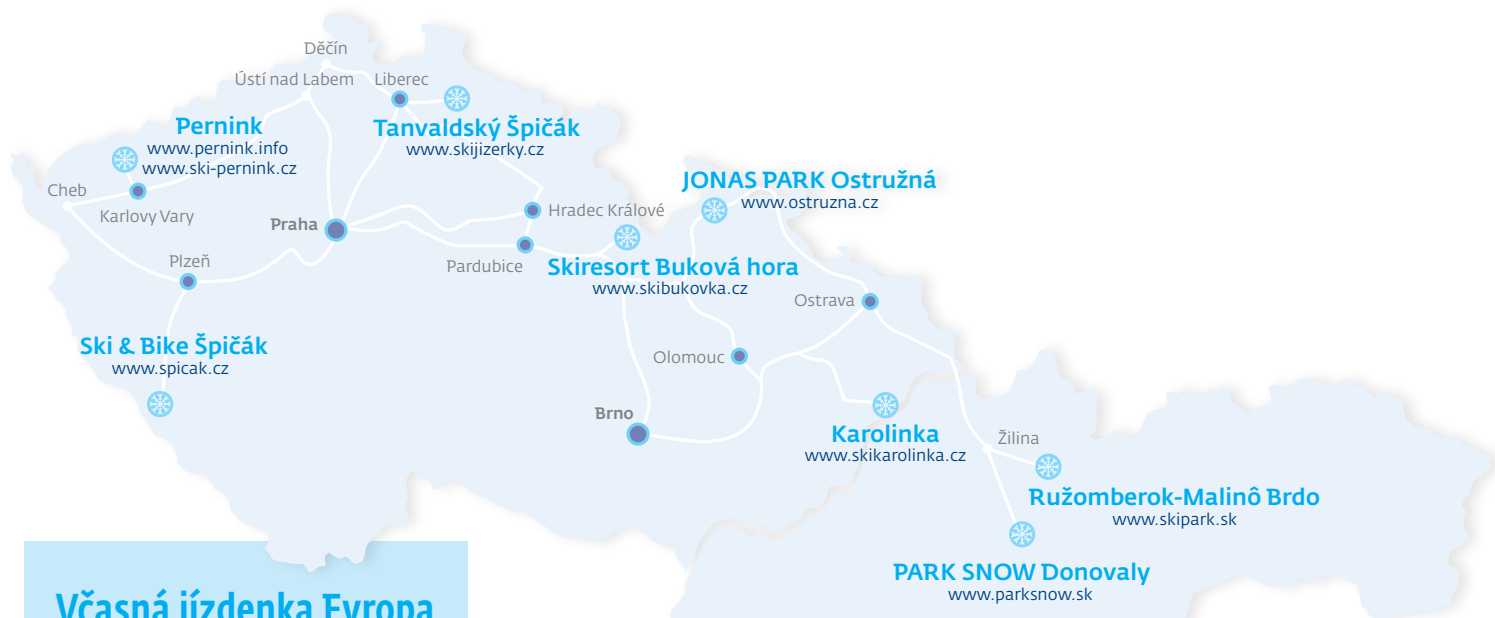 Děčín
Ústí nad Labem
Liberec
Pernink
www.pernink.info
www.ski-pernink.cz
Tanvaldský Špičák
www.skijizerky.cz
Cheb
Karlovy Vary
Praha
Hradec Králové
JONAS PARK Ostružná
www.ostruzna.cz
Plzeň
Pardubice
Skiresort Buková hora
www.skibukovka.cz
Ostrava
Ski & Bike Špičák
www.spicak.cz
Olomouc
Brno
Karolinka
www.skikarolinka.cz
Žilina
Ružomberok-Malinô Brdo
www.skipark.sk
PARK SNOW Donovaly
www.parksnow.sk
Včasná jízdenka Evropa